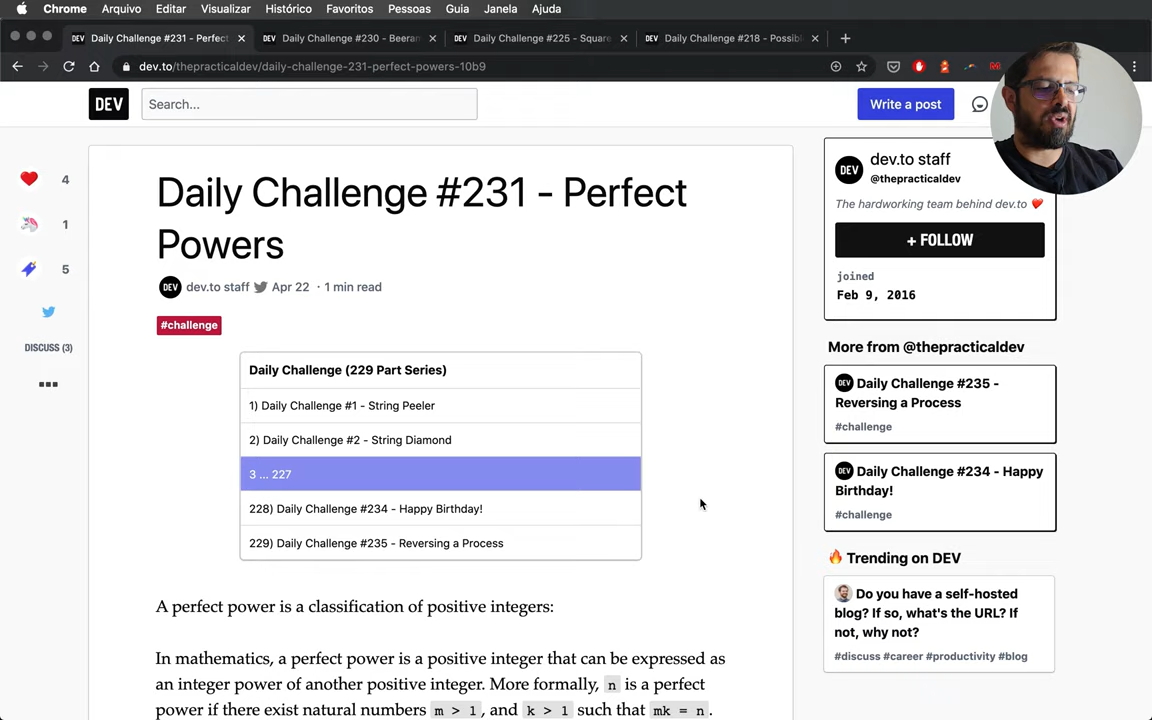 Chrome Arquivo Editar Visualizar Histórico Favoritos Pessoas Guia Janela Ajuda
DEV Daily Challenge #231 - Perfect
DEV Daily Challenge #230 - Beeram
DEV Daily Challenge #225 - Square
DEV Daily Challenge #218 - Possib
dev.to/thepracticaldev/daily-challenge-231-perfect-powers-10b9
DEV
Search...
Write a post
4
1
5
DISCUSS (3)
Daily Challenge #231 - Perfect
Powers
DEV dev.to staff Apr 22 · 1 min read
#challenge
Daily Challenge (229 Part Series)
1) Daily Challenge #1 - String Peeler
2) Daily Challenge #2 - String Diamond
3 ... 227
228) Daily Challenge #234 - Happy Birthday!
229) Daily Challenge #235 - Reversing a Process
A perfect power is a classification of positive integers:
In mathematics, a perfect power is a positive integer that can be expressed as
an integer power of another positive integer. More formally, n is a perfect
power if there exist natural numbers m > 1, and k > 1 such that mk = n.
DEV dev.to staff
@thepracticaldev
The hardworking team behind dev.to ❤️
+ FOLLOW
joined
Feb 9, 2016
More from @thepracticaldev
DEV Daily Challenge #235 -
Reversing a Process
#challenge
DEV Daily Challenge #234 - Happy
Birthday!
#challenge
🔥 Trending on DEV
Do you have a self-hosted
blog? If so, what's the URL? If
not, why not?
#discuss #career #productivity #blog